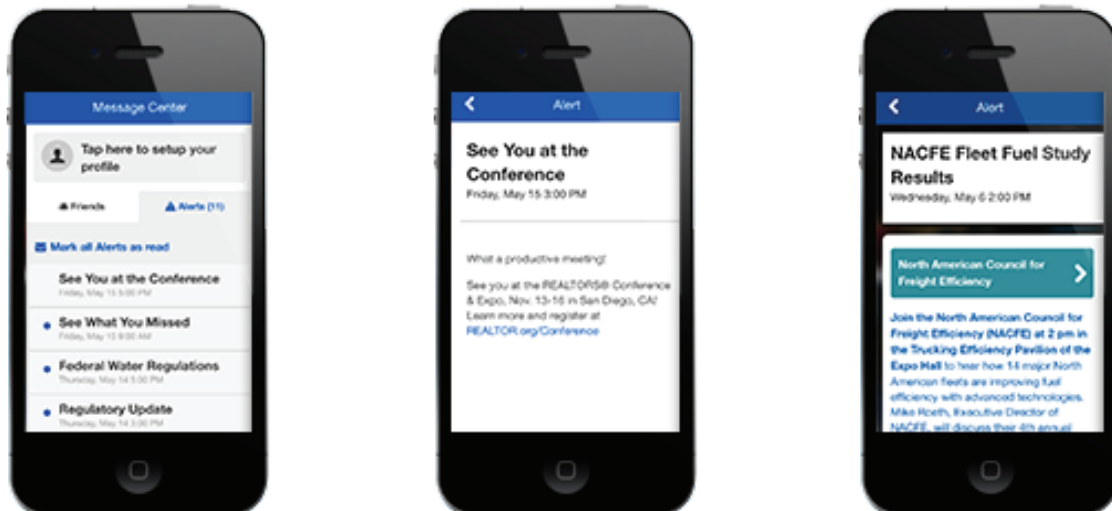 Message Center
Tap here to setup your
profile
Friends
Alerts (11)
Mark all Alerts as read
See You at the Conference
Friday, May 15 5:00 PM
See What You Missed
Friday, May 15 9:00 AM
Federal Water Regulations
Thursday, May 14 5:00 PM
Regulatory Update
Thursday, May 14 3:00 PM
Alert
See You at the
Conference
Friday, May 15 3:00 PM
What a productive meeting!
See you at the REALTORS® Conference
& Expo, Nov. 13-16 in San Diego, CA!
Learn more and register at
REALTOR.org/Conference
Alert
NACFE Fleet Fuel Study
Results
Wednesday, May 6 2:00 PM
North American Council for
Freight Efficiency
Join the North American Council for
Freight Efficiency (NACFE) at 2 pm in
the Trucking Efficiency Pavilion of the
Expo Hall to hear how 14 major North
American fleets are improving fuel
efficiency with advanced technologies.
Mike Roeth, Executive Director of
NACFE, will discuss their 4th annual